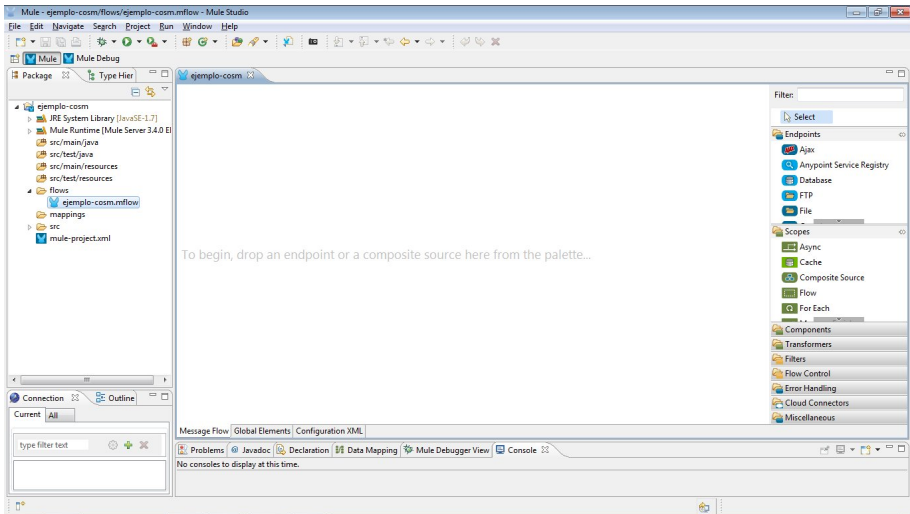 Mule - ejemplo-cosm/flows/ejemplo-cosm.mflow - Mule Studio
File Edit Navigate Search Project Run Window Help
Mule Mule Debug
Package Type Hier
ejemplo-cosm
JRE System Library [JavaSE-1.7]
Mule Runtime [Mule Server 3.4.0 El
src/main/java
src/test/java
src/main/resources
src/test/resources
flows
ejemplo-cosm.mflow
mappings
src
mule-project.xml
Connection Outline
Current All
type filter text
ejemplo-cosm
To begin, drop an endpoint or a composite source here from the palette...
Message Flow Global Elements Configuration XML
Filter:
Select
Endpoints
Ajax
Anypoint Service Registry
Database
FTP
File
Scopes
Async
Cache
Composite Source
Flow
For Each
Components
Transformers
Filters
Flow Control
Error Handling
Cloud Connectors
Miscellaneous
Problems Javadoc Declaration Data Mapping Mule Debugger View Console
No consoles to display at this time.